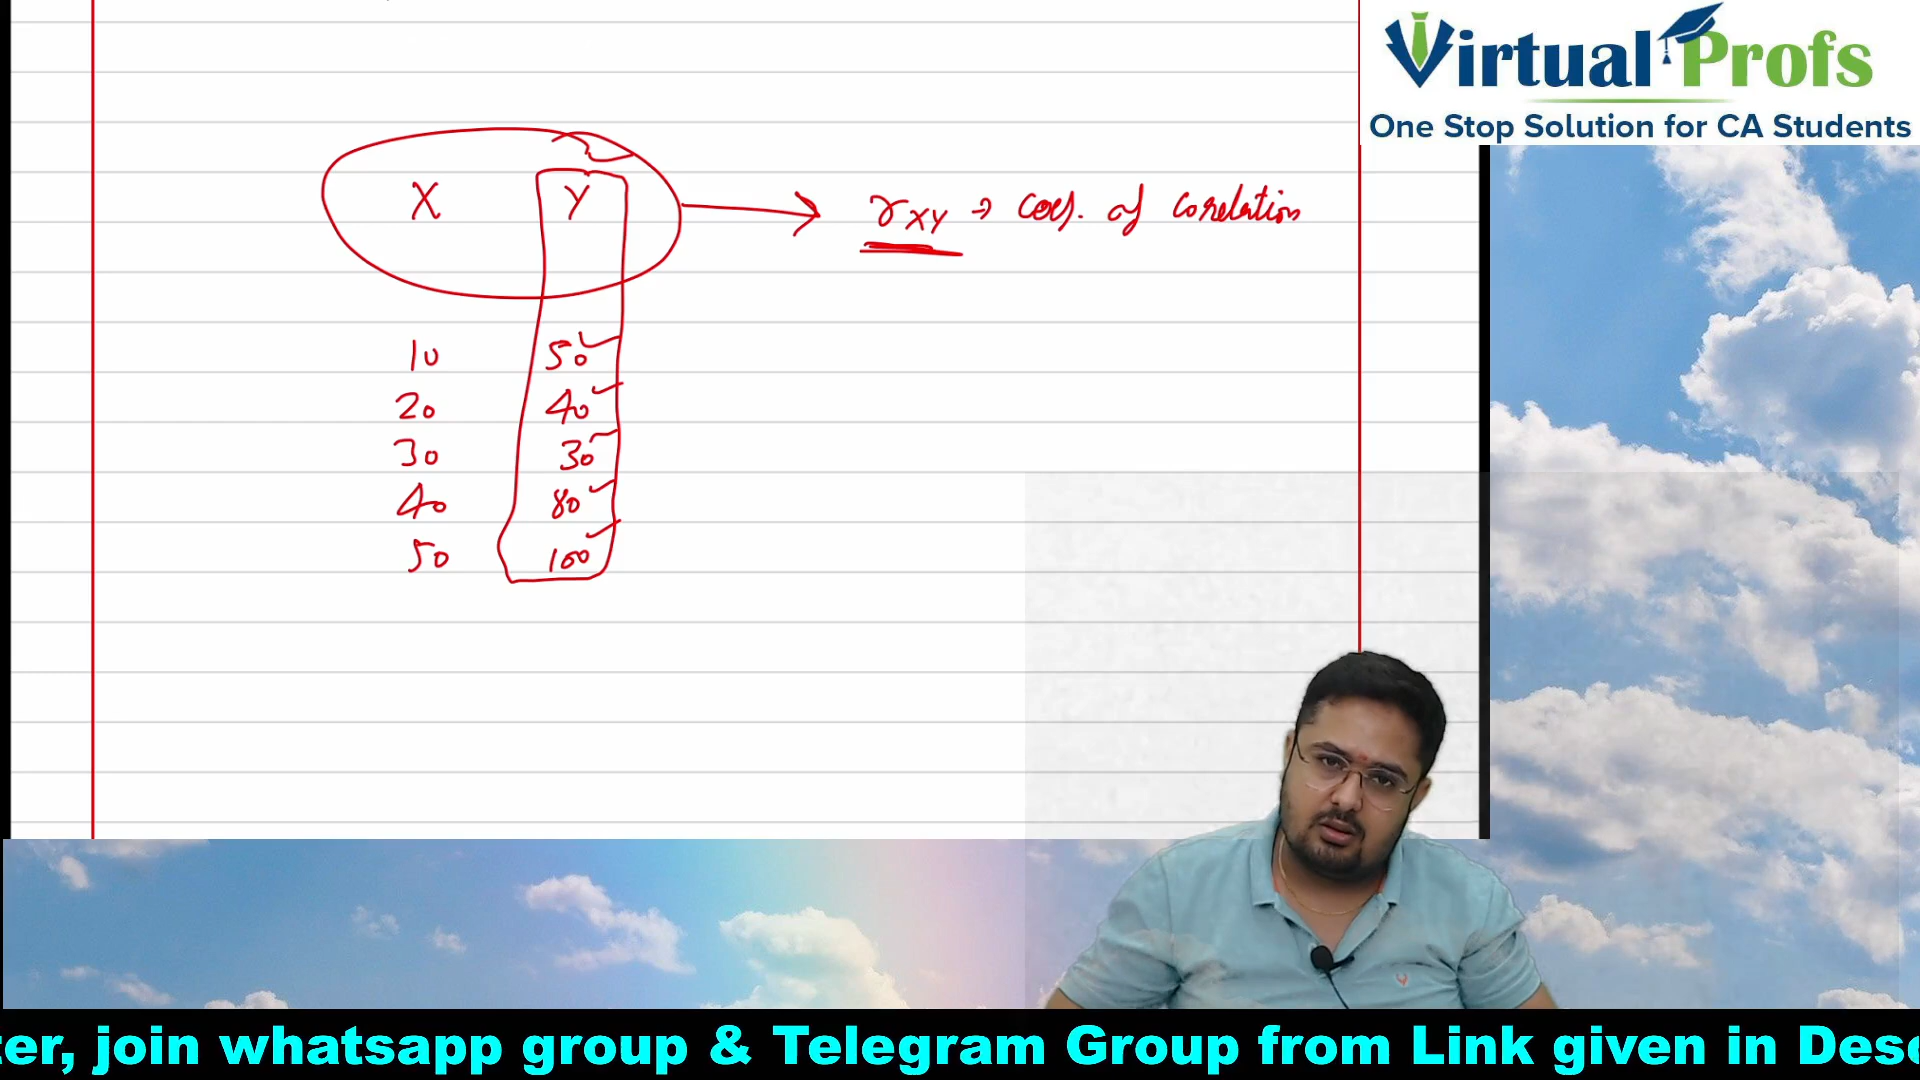 Virtual Profs
One Stop Solution for CA Students
X Y → rXY → coef. of corelation
10 50
20 40
30 30
40 80
50 100
ter, join whatsapp group & Telegram Group from Link given in Desc